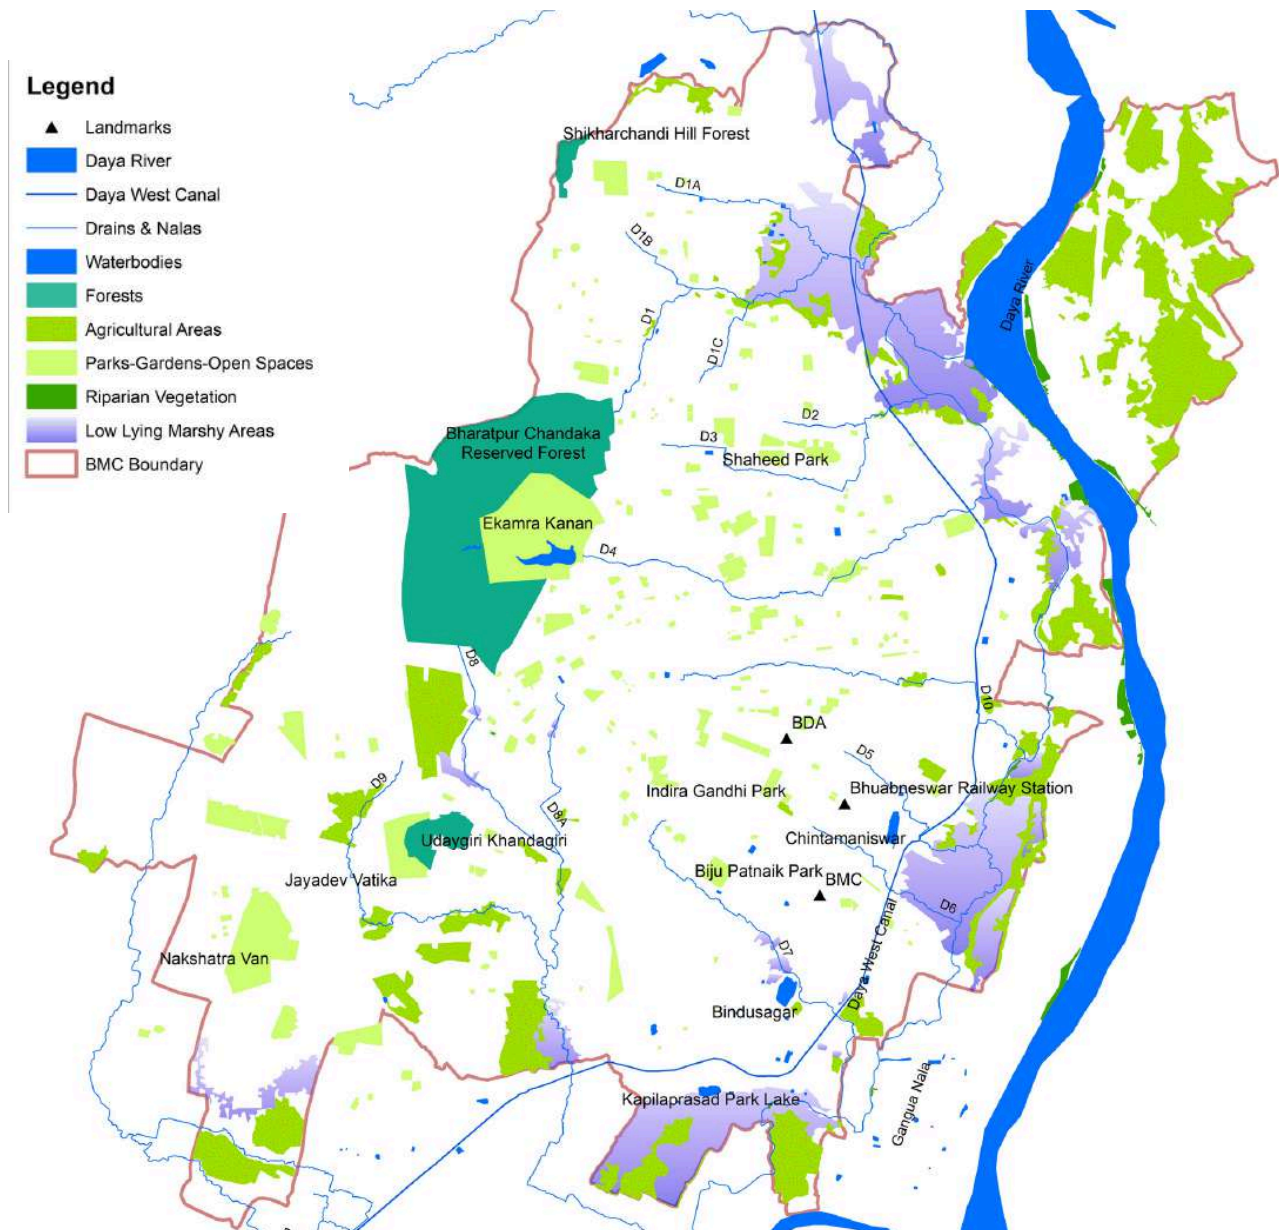 Legend
Landmarks
Daya River
Daya West Canal
Drains & Nalas
Waterbodies
Forests
Agricultural Areas
Parks-Gardens-Open Spaces
Riparian Vegetation
Low Lying Marshy Areas
BMC Boundary
Shikharchandi Hill Forest
D1A
D1B
D1
D1C
Daya River
D2
D3
Shaheed Park
Bharatpur Chandaka
Reserved Forest
Ekamra Kanan
D4
D8
D10
BDA
D5
D9
Indira Gandhi Park
Bhuabneswar Railway Station
D8A
Udaygiri Khandagiri
Chintamaniswar
Jayadev Vatika
Biju Patnaik Park
BMC
D6
Nakshatra Van
D7
Daya West Canal
Bindusagar
Kapilaprasad Park Lake
Gangua Nala